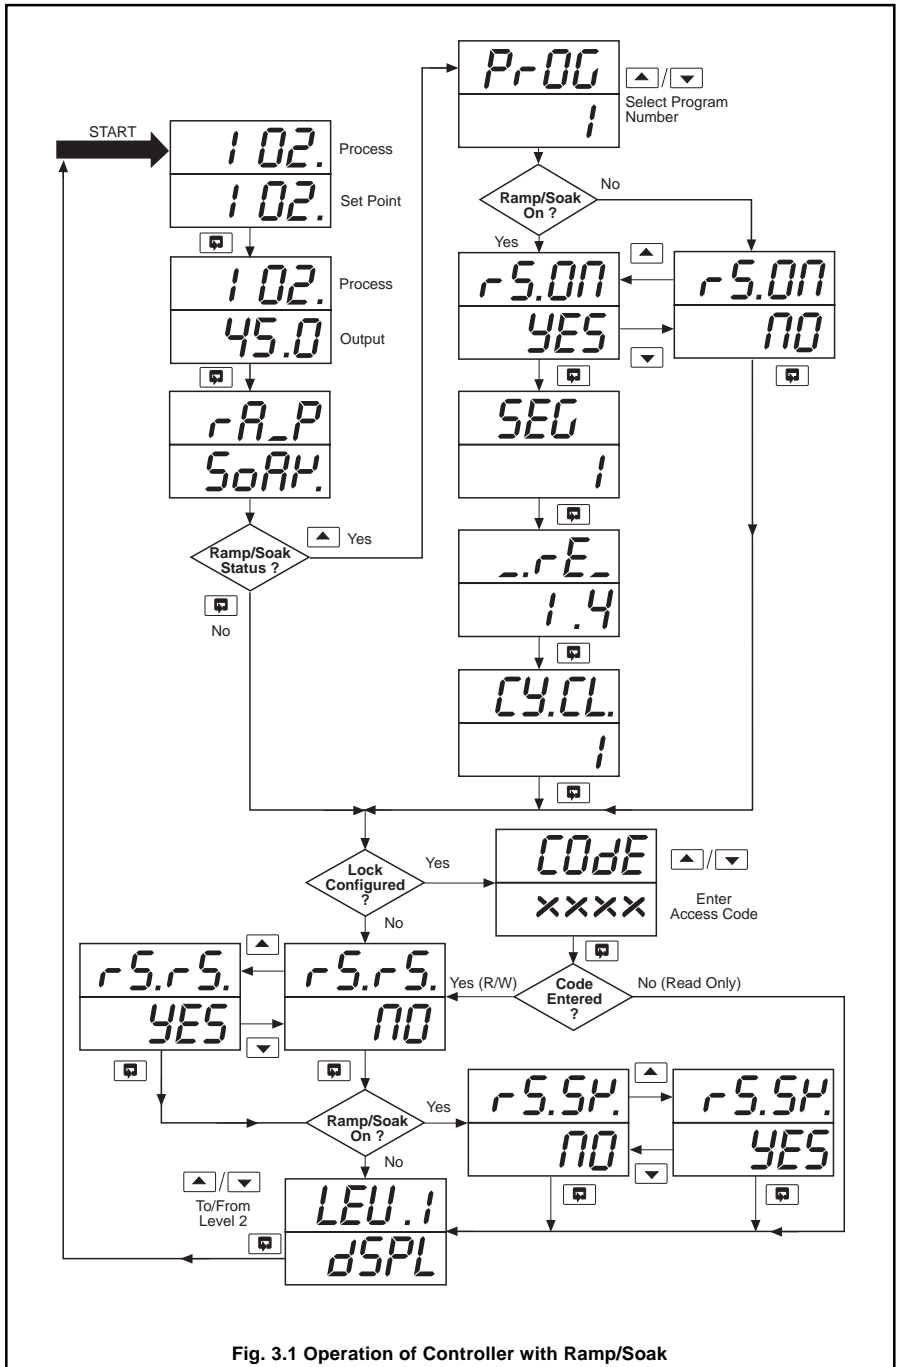 START
102.
Process
102.
Set Point
102.
Process
45.0
Output
rA_P
SoAK.
Ramp/Soak
Status ?
Yes
No
PrOG
1
/
Select Program
Number
Ramp/Soak
On ?
No
Yes
rS.ON
YES
rS.ON
NO
SEG
1
_.rE_
1.4
CY.CL.
1
Lock
Configured
?
Yes
No
COdE
××××
/
Enter
Access Code
Code
Entered
?
Yes (R/W)
No (Read Only)
rS.rS.
YES
rS.rS.
NO
Ramp/Soak
On ?
Yes
No
rS.SK.
NO
rS.SK.
YES
/
To/From
Level 2
LEV.1
dSPL
Fig. 3.1 Operation of Controller with Ramp/Soak